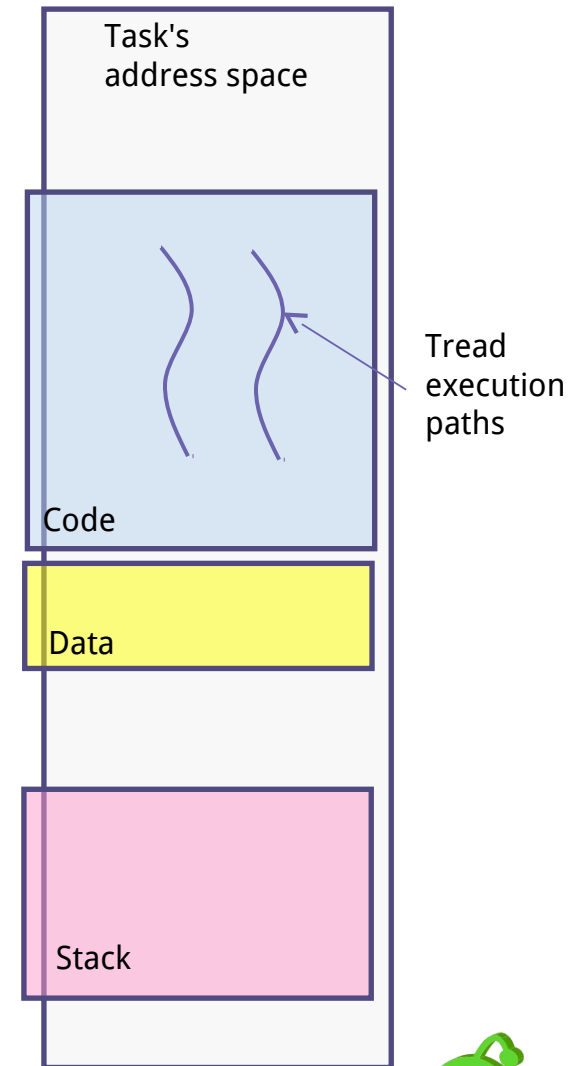 Task's
address space
Tread
execution
paths
Code
Data
Stack